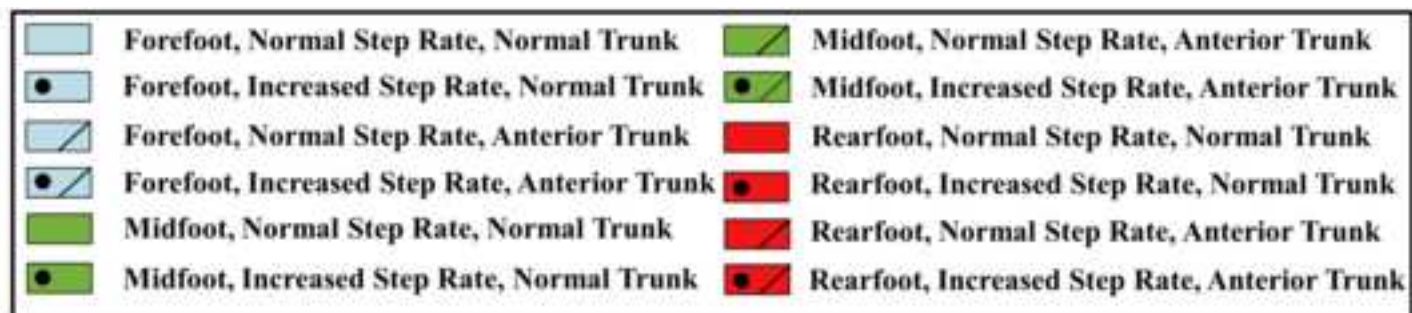 Forefoot, Normal Step Rate, Normal Trunk
Forefoot, Increased Step Rate, Normal Trunk
Forefoot, Normal Step Rate, Anterior Trunk
Forefoot, Increased Step Rate, Anterior Trunk
Midfoot, Normal Step Rate, Normal Trunk
Midfoot, Increased Step Rate, Normal Trunk
Midfoot, Normal Step Rate, Anterior Trunk
Midfoot, Increased Step Rate, Anterior Trunk
Rearfoot, Normal Step Rate, Normal Trunk
Rearfoot, Increased Step Rate, Normal Trunk
Rearfoot, Normal Step Rate, Anterior Trunk
Rearfoot, Increased Step Rate, Anterior Trunk